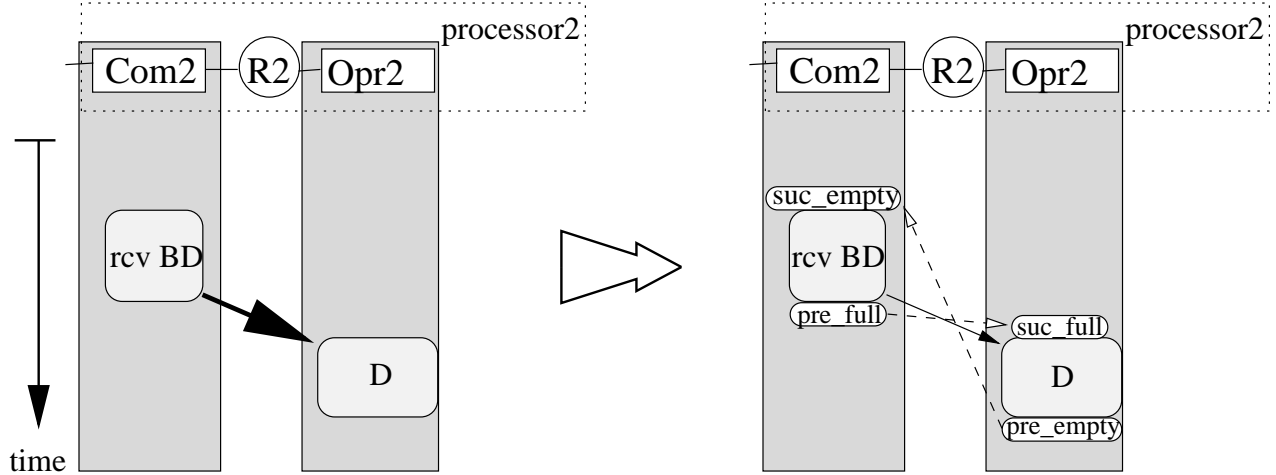 processor2
Com2
R2
Opr2
rcv BD
D
time
processor2
Com2
R2
Opr2
suc_empty
rcv BD
pre_full
suc_full
D
pre_empty